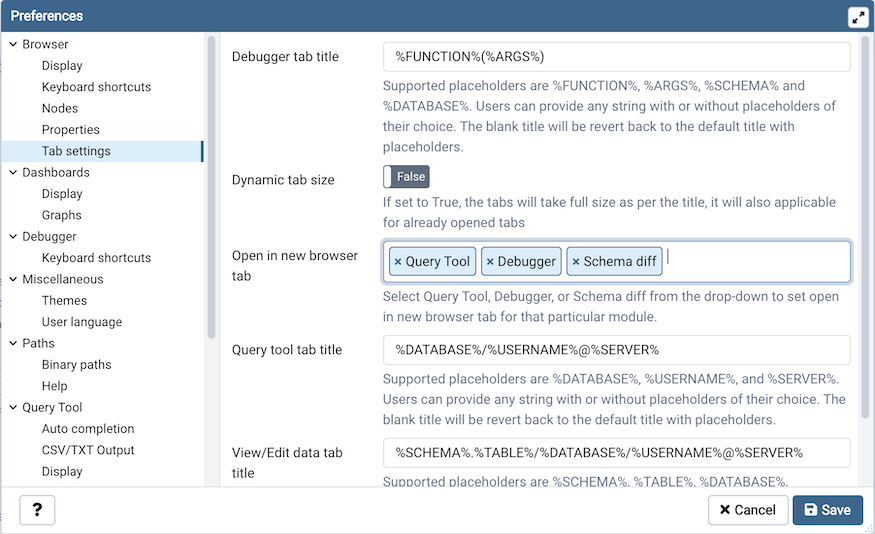 Preferences
Browser
Display
Keyboard shortcuts
Nodes
Properties
Tab settings
Dashboards
Display
Graphs
Debugger
Keyboard shortcuts
Miscellaneous
Themes
User language
Paths
Binary paths
Help
Query Tool
Auto completion
CSV/TXT Output
Display
Debugger tab title
%FUNCTION%(%ARGS%)
Supported placeholders are %FUNCTION%, %ARGS%, %SCHEMA% and
%DATABASE%. Users can provide any string with or without placeholders of
their choice. The blank title will be revert back to the default title with
placeholders.
Dynamic tab size
False
If set to True, the tabs will take full size as per the title, it will also applicable
for already opened tabs
Open in new browser
tab
× Query Tool × Debugger × Schema diff
Select Query Tool, Debugger, or Schema diff from the drop-down to set open
in new browser tab for that particular module.
Query tool tab title
%DATABASE%/%USERNAME%@%SERVER%
Supported placeholders are %DATABASE%, %USERNAME%, and %SERVER%.
Users can provide any string with or without placeholders of their choice. The
blank title will be revert back to the default title with placeholders.
View/Edit data tab
title
%SCHEMA%.%TABLE%/%DATABASE%/%USERNAME%@%SERVER%
Supported placeholders are %SCHEMA%, %TABLE%, %DATABASE%,
?
Cancel
Save